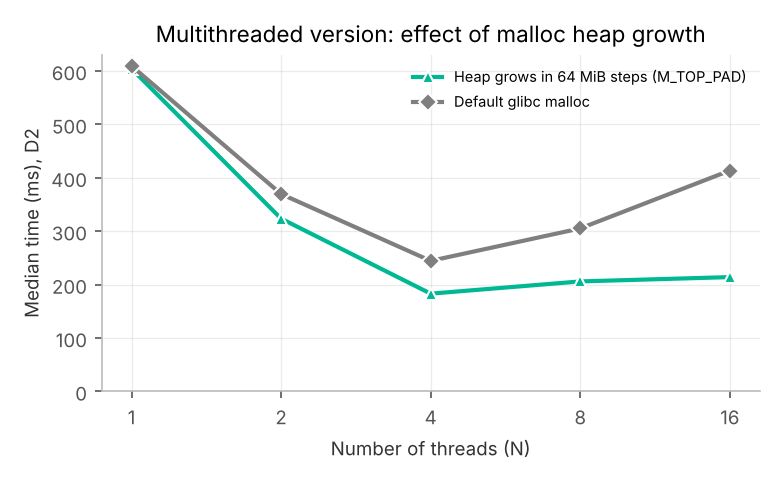 Multithreaded version: effect of malloc heap growth
Heap grows in 64 MiB steps (M_TOP_PAD)
Default glibc malloc
Median time (ms), D2
600
500
400
300
200
100
0
1 2 4 8 16
Number of threads (N)